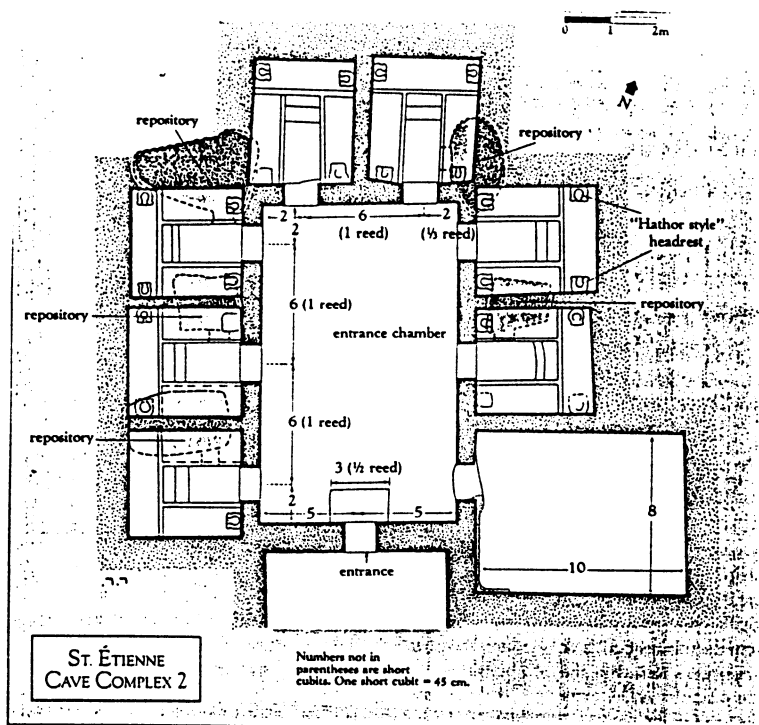 0 1 2m
N
repository
repository
2 6 2
(1 reed) (⅓ reed)
2
"Hathor style"
headrest
6 (1 reed)
repository
repository
entrance chamber
6 (1 reed)
repository
3 (½ reed)
2
5 5
8
10
entrance
ST. ÉTIENNE
CAVE COMPLEX 2
Numbers not in
parentheses are short
cubits. One short cubit = 45 cm.